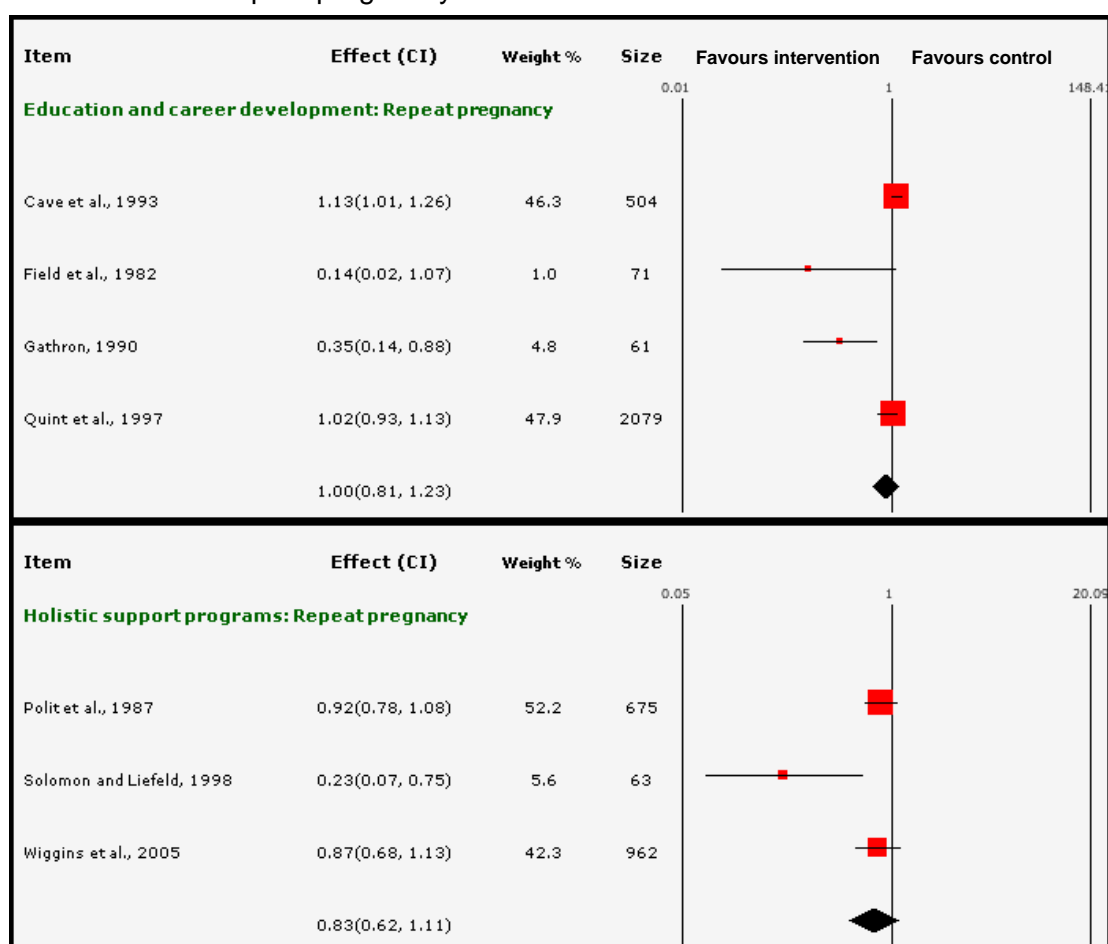 Item Effect (CI) Weight % Size Favours intervention Favours control
0.01 1 148.41
Education and career development: Repeat pregnancy
Cave et al., 1993 1.13(1.01, 1.26) 46.3 504
Field et al., 1982 0.14(0.02, 1.07) 1.0 71
Gathron, 1990 0.35(0.14, 0.88) 4.8 61
Quint et al., 1997 1.02(0.93, 1.13) 47.9 2079
1.00(0.81, 1.23)
Item Effect (CI) Weight % Size
0.05 1 20.09
Holistic support programs: Repeat pregnancy
Polit et al., 1987 0.92(0.78, 1.08) 52.2 675
Solomon and Liefeld, 1998 0.23(0.07, 0.75) 5.6 63
Wiggins et al., 2005 0.87(0.68, 1.13) 42.3 962
0.83(0.62, 1.11)